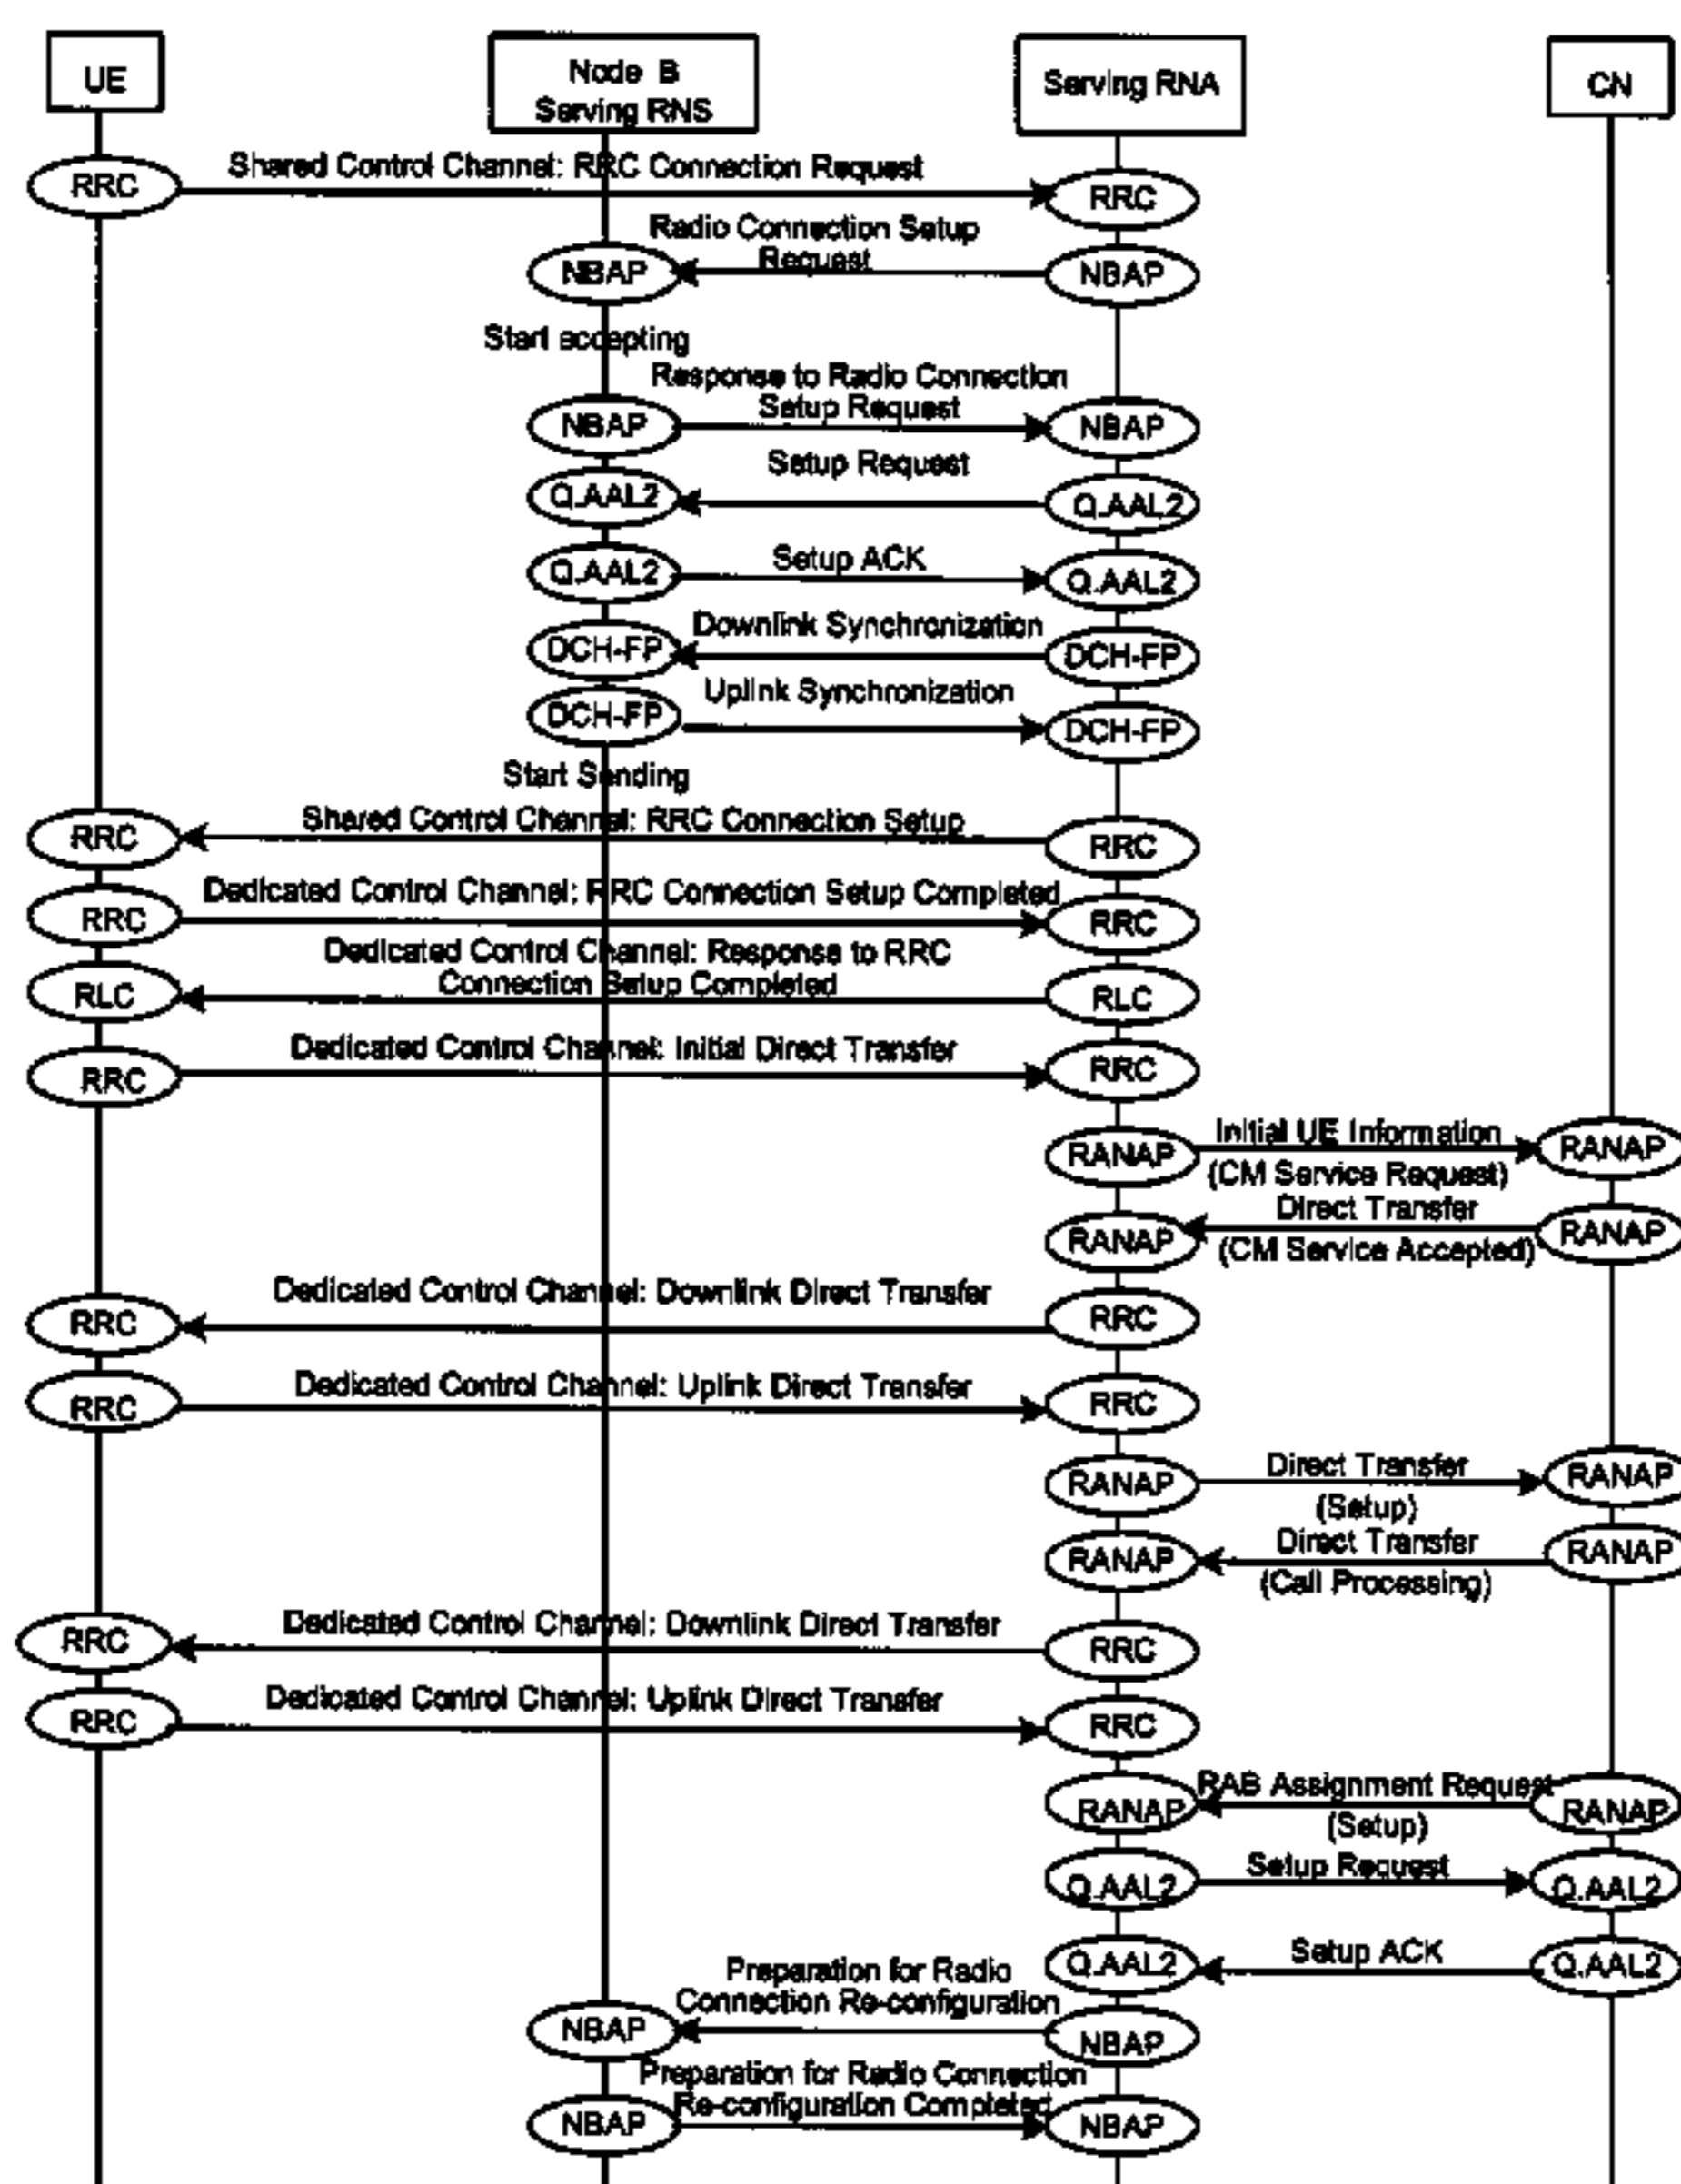 UE
Node B
Serving RNS
Serving RNA
CN
Shared Control Channel: RRC Connection Request
RRC
RRC
Radio Connection Setup
Request
NBAP
NBAP
Start accepting
Response to Radio Connection
Setup Request
NBAP
NBAP
Setup Request
Q.AAL2
Q.AAL2
Setup ACK
Q.AAL2
Q.AAL2
Downlink Synchronization
DCH-FP
DCH-FP
Uplink Synchronization
DCH-FP
DCH-FP
Start Sending
Shared Control Channel: RRC Connection Setup
RRC
RRC
Dedicated Control Channel: RRC Connection Setup Completed
RRC
RRC
Dedicated Control Channel: Response to RRC
Connection Setup Completed
RLC
RLC
Dedicated Control Channel: Initial Direct Transfer
RRC
RRC
Initial UE Information
RANAP
RANAP
(CM Service Request)
Direct Transfer
RANAP
RANAP
(CM Service Accepted)
Dedicated Control Channel: Downlink Direct Transfer
RRC
RRC
Dedicated Control Channel: Uplink Direct Transfer
RRC
RRC
Direct Transfer
RANAP
RANAP
(Setup)
Direct Transfer
RANAP
RANAP
(Call Processing)
Dedicated Control Channel: Downlink Direct Transfer
RRC
RRC
Dedicated Control Channel: Uplink Direct Transfer
RRC
RRC
RAB Assignment Request
RANAP
RANAP
(Setup)
Setup Request
Q.AAL2
Q.AAL2
Setup ACK
Q.AAL2
Q.AAL2
Preparation for Radio
Connection Re-configuration
NBAP
NBAP
Preparation for Radio Connection
Re-configuration Completed
NBAP
NBAP